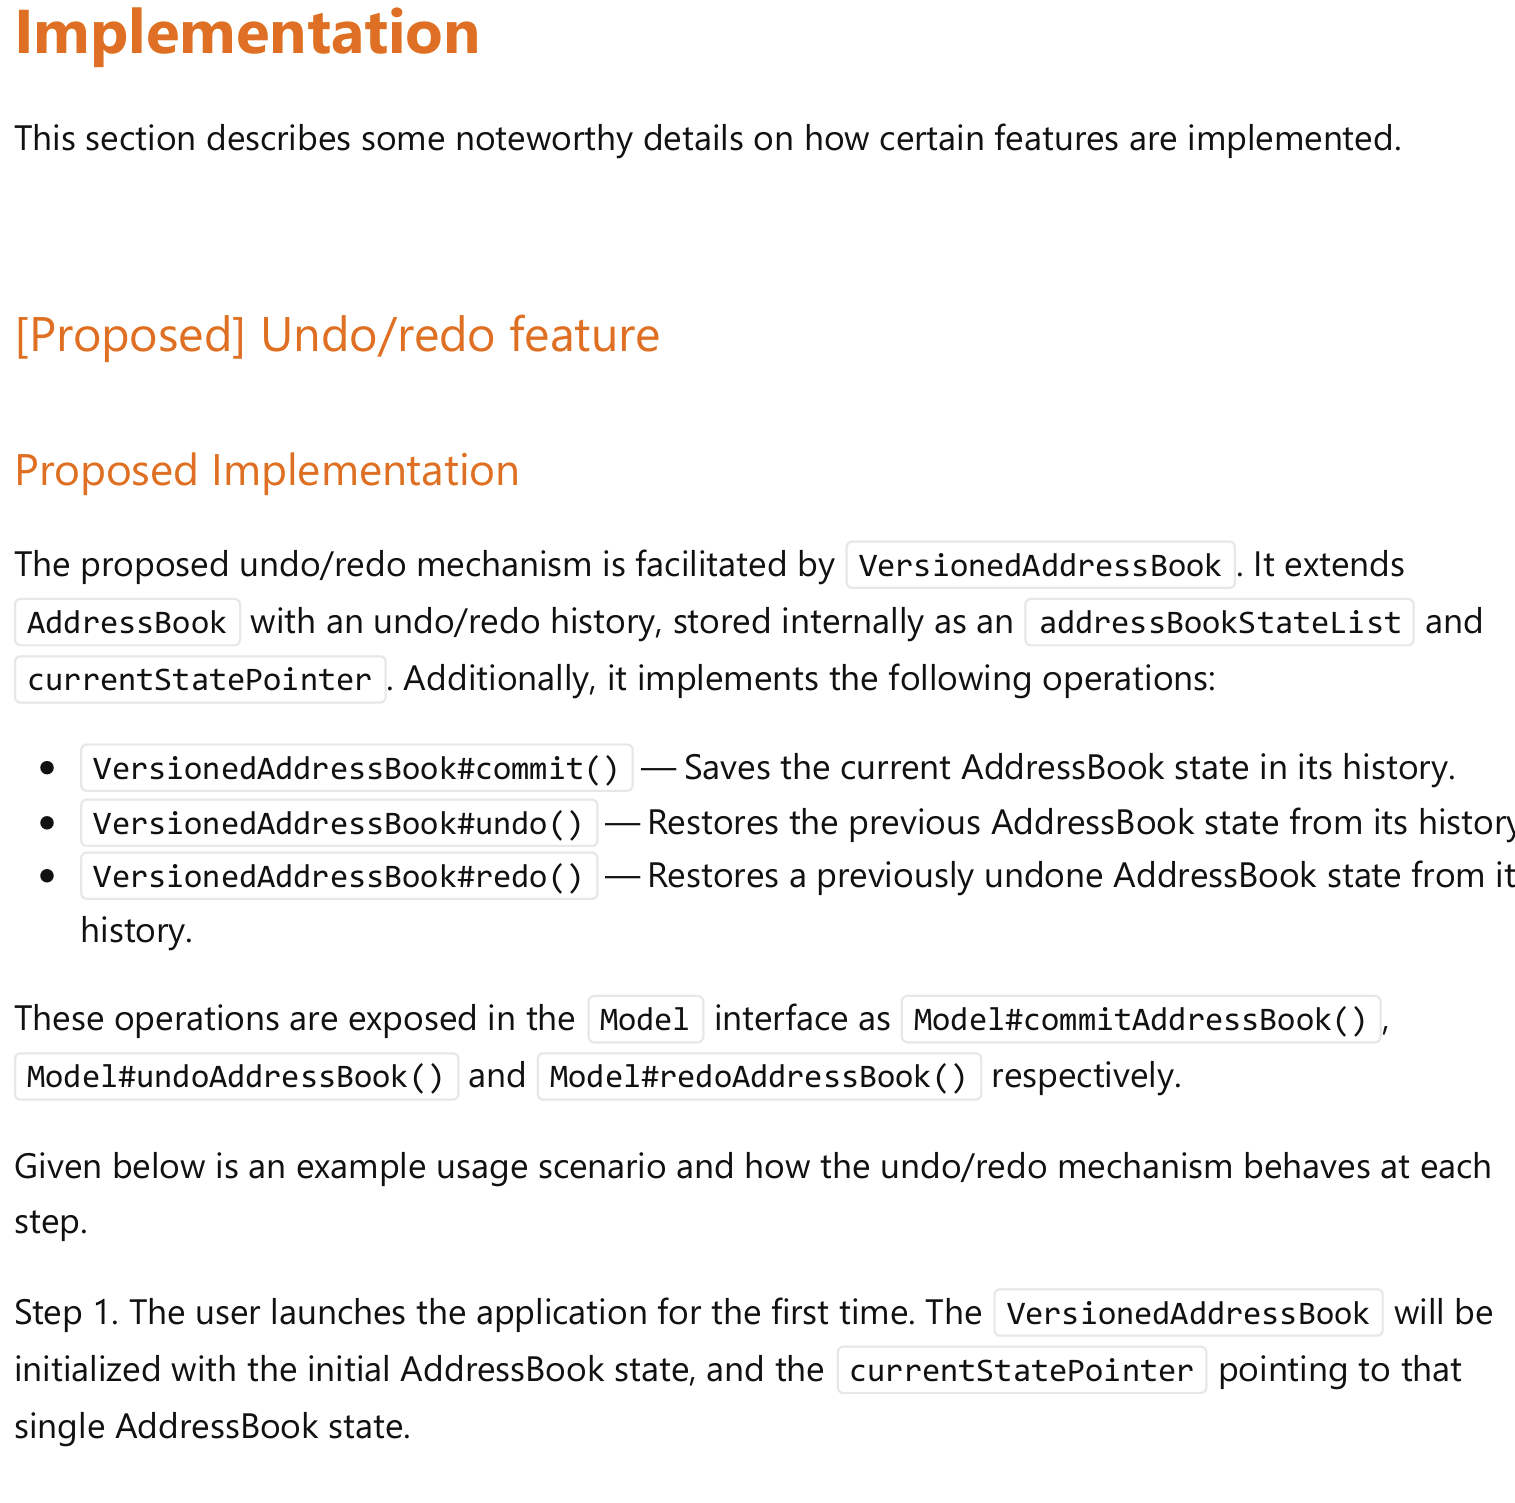 Implementation
This section describes some noteworthy details on how certain features are implemented.
[Proposed] Undo/redo feature
Proposed Implementation
The proposed undo/redo mechanism is facilitated by VersionedAddressBook. It extends
AddressBook with an undo/redo history, stored internally as an addressBookStateList and
currentStatePointer. Additionally, it implements the following operations:
• VersionedAddressBook#commit() — Saves the current AddressBook state in its history.
• VersionedAddressBook#undo() — Restores the previous AddressBook state from its history
• VersionedAddressBook#redo() — Restores a previously undone AddressBook state from it
history.
These operations are exposed in the Model interface as Model#commitAddressBook(),
Model#undoAddressBook() and Model#redoAddressBook() respectively.
Given below is an example usage scenario and how the undo/redo mechanism behaves at each
step.
Step 1. The user launches the application for the first time. The VersionedAddressBook will be
initialized with the initial AddressBook state, and the currentStatePointer pointing to that
single AddressBook state.